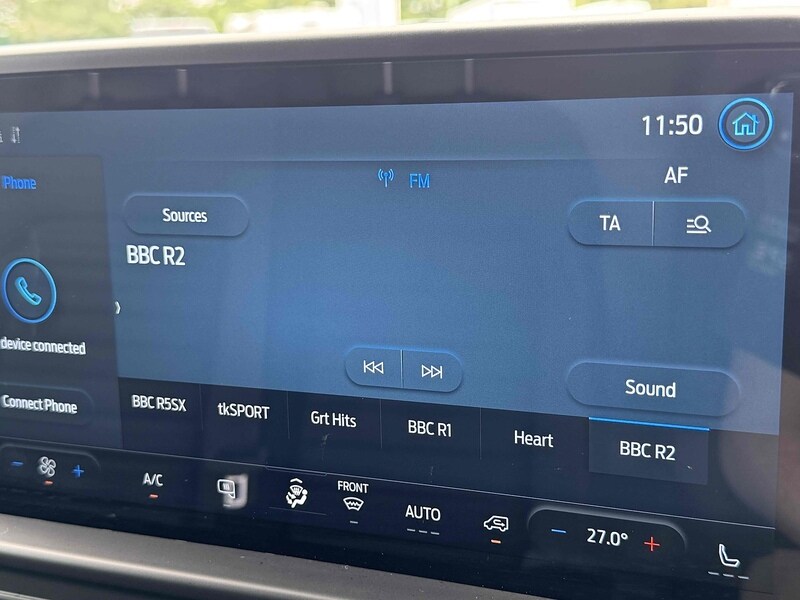 11:50
Phone
FM
AF
Sources
TA
BBC R2
device connected
Sound
Connect Phone
BBC R5SX
tkSPORT
Grt Hits
BBC R1
Heart
BBC R2
A/C
FRONT
AUTO
27.0°